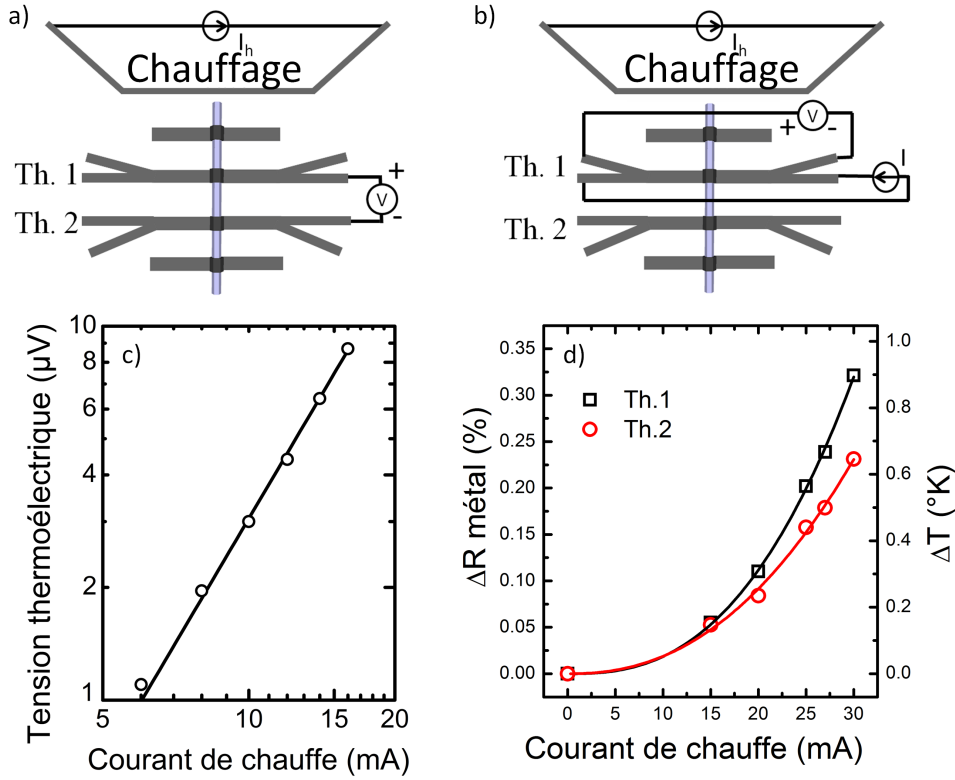 a)
I_h
Chauffage
Th. 1
+
V
-
Th. 2
b)
I_h
Chauffage
V
+ -
Th. 1
I
Th. 2
c)
Tension thermoélectrique (µV)
10
8
6
4
2
1
5
10
15
20
Courant de chauffe (mA)
d)
Th.1
Th.2
ΔR métal (%)
0.35
0.30
0.25
0.20
0.15
0.10
0.05
0.00
0
5
10
15
20
25
30
Courant de chauffe (mA)
1.0
0.8
0.6
0.4
0.2
0.0
ΔT (°K)